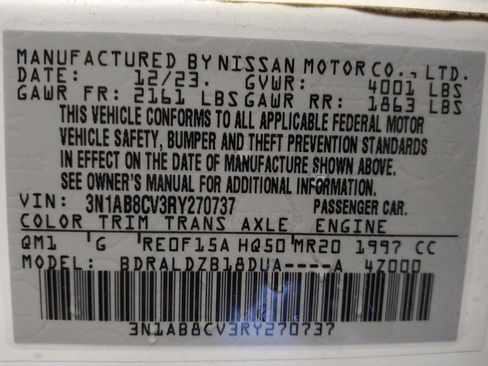 MANUFACTURED BY NISSAN MOTOR CO., LTD.
DATE: 12/23. GVWR: 4001 LBS
GAWR FR: 2161 LBS GAWR RR: 1863 LBS
THIS VEHICLE CONFORMS TO ALL APPLICABLE FEDERAL MOTOR
VEHICLE SAFETY, BUMPER AND THEFT PREVENTION STANDARDS
IN EFFECT ON THE DATE OF MANUFACTURE SHOWN ABOVE.
SEE OWNER'S MANUAL FOR ADDITIONAL INFORMATION.
VIN: 3N1AB8CV3RY270737 PASSENGER CAR.
COLOR TRIM TRANS AXLE ENGINE
QM1 G RE0F15A HQ50 MR20 1997 CC
MODEL: BDRALDZB18DUA----A 4Z000
3N1AB8CV3RY270737